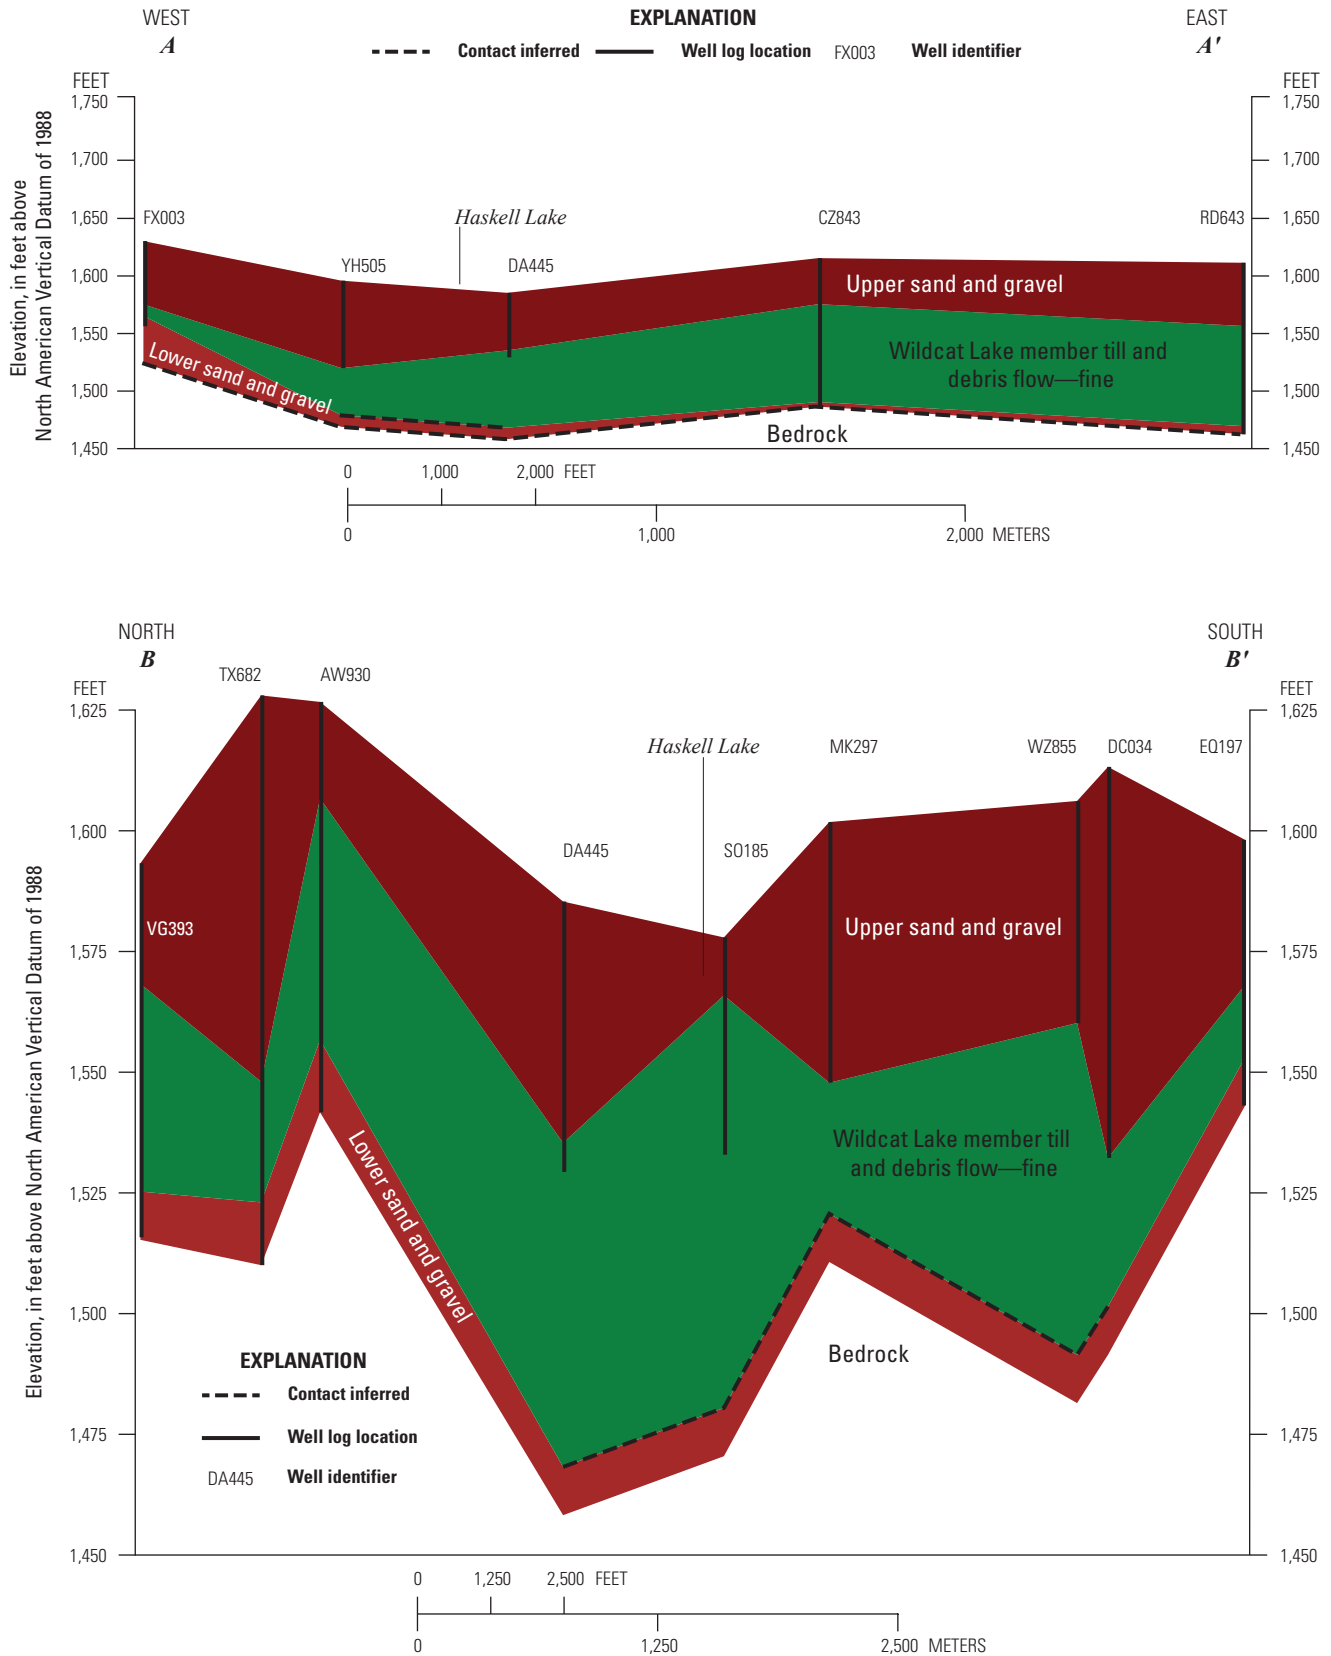 WEST
A
EXPLANATION
Contact inferred
Well log location
FX003
Well identifier
EAST
A'
FEET
FEET
1,750
1,700
1,650
1,600
1,550
1,500
1,450
1,750
1,700
1,650
1,600
1,550
1,500
1,450
Elevation, in feet above
North American Vertical Datum of 1988
FX003
YH505
Haskell Lake
DA445
CZ843
RD643
Upper sand and gravel
Wildcat Lake member till and
debris flow—fine
Lower sand and gravel
Bedrock
0 1,000 2,000 FEET
0 1,000 2,000 METERS
NORTH
B
SOUTH
B'
FEET
FEET
1,625
1,600
1,575
1,550
1,525
1,500
1,475
1,450
1,625
1,600
1,575
1,550
1,525
1,500
1,475
1,450
Elevation, in feet above North American Vertical Datum of 1988
TX682
AW930
VG393
DA445
Haskell Lake
SO185
MK297
WZ855
DC034
EQ197
Upper sand and gravel
Wildcat Lake member till
and debris flow—fine
Lower sand and gravel
Bedrock
EXPLANATION
Contact inferred
Well log location
DA445 Well identifier
0 1,250 2,500 FEET
0 1,250 2,500 METERS